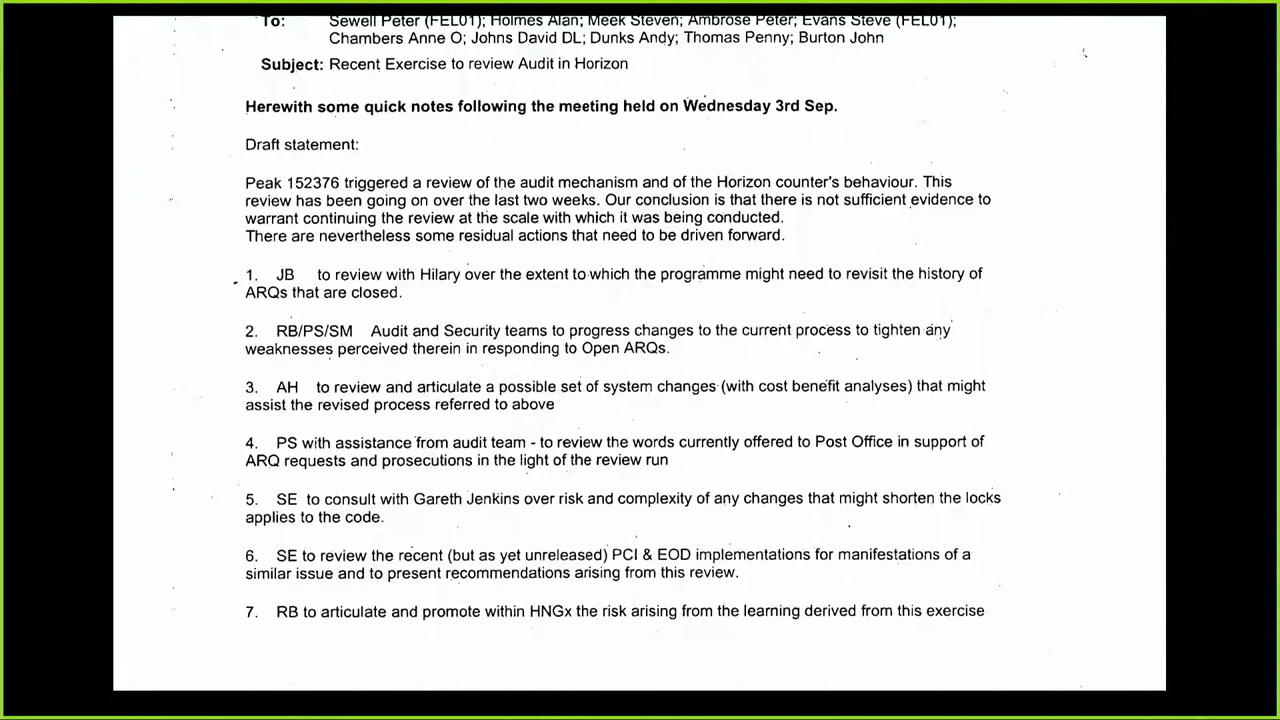 To: Sewell Peter (FEL01); Holmes Alan; Meek Steven; Ambrose Peter; Evans Steve (FEL01);
Chambers Anne O; Johns David DL; Dunks Andy; Thomas Penny; Burton John
Subject: Recent Exercise to review Audit in Horizon
Herewith some quick notes following the meeting held on Wednesday 3rd Sep.
Draft statement:
Peak 152376 triggered a review of the audit mechanism and of the Horizon counter's behaviour. This
review has been going on over the last two weeks. Our conclusion is that there is not sufficient evidence to
warrant continuing the review at the scale with which it was being conducted.
There are nevertheless some residual actions that need to be driven forward.
1. JB to review with Hilary over the extent to which the programme might need to revisit the history of
ARQs that are closed.
2. RB/PS/SM Audit and Security teams to progress changes to the current process to tighten any
weaknesses perceived therein in responding to Open ARQs.
3. AH to review and articulate a possible set of system changes (with cost benefit analyses) that might
assist the revised process referred to above
4. PS with assistance from audit team - to review the words currently offered to Post Office in support of
ARQ requests and prosecutions in the light of the review run
5. SE to consult with Gareth Jenkins over risk and complexity of any changes that might shorten the locks
applies to the code.
6. SE to review the recent (but as yet unreleased) PCI & EOD implementations for manifestations of a
similar issue and to present recommendations arising from this review.
7. RB to articulate and promote within HNGx the risk arising from the learning derived from this exercise